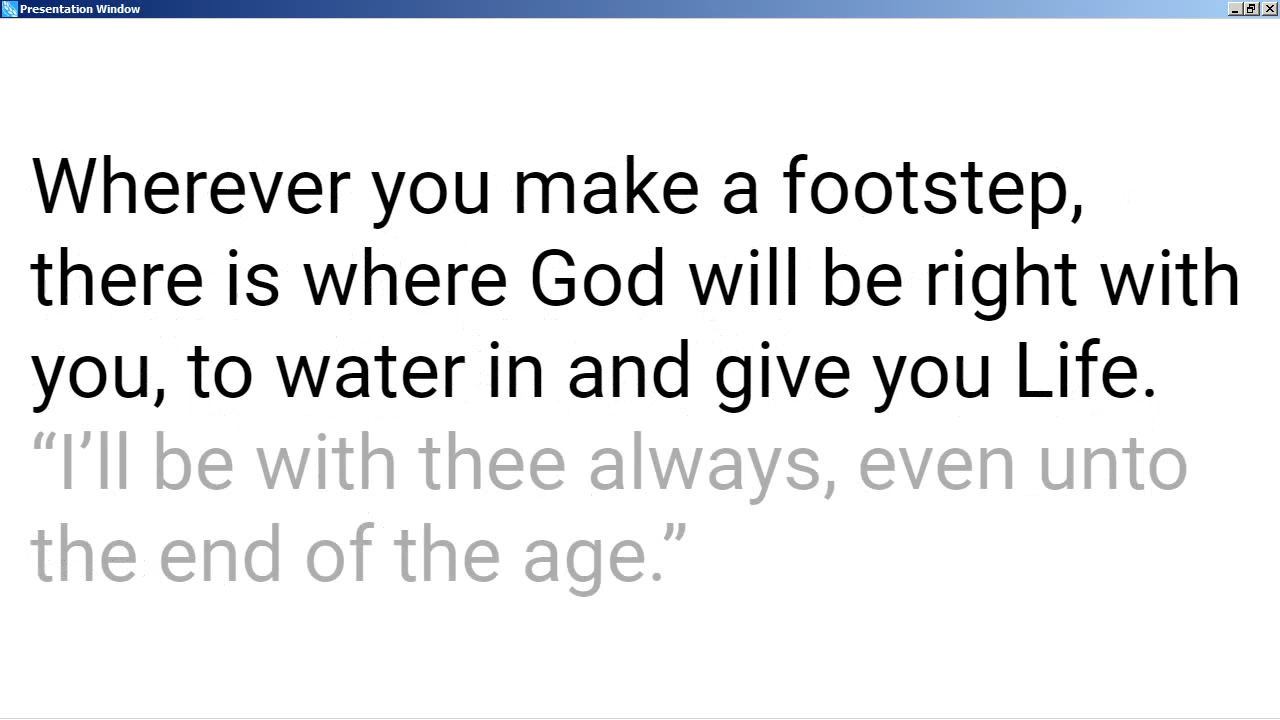 Presentation Window
Wherever you make a footstep,
there is where God will be right with
you, to water in and give you Life.
“I’ll be with thee always, even unto
the end of the age.”